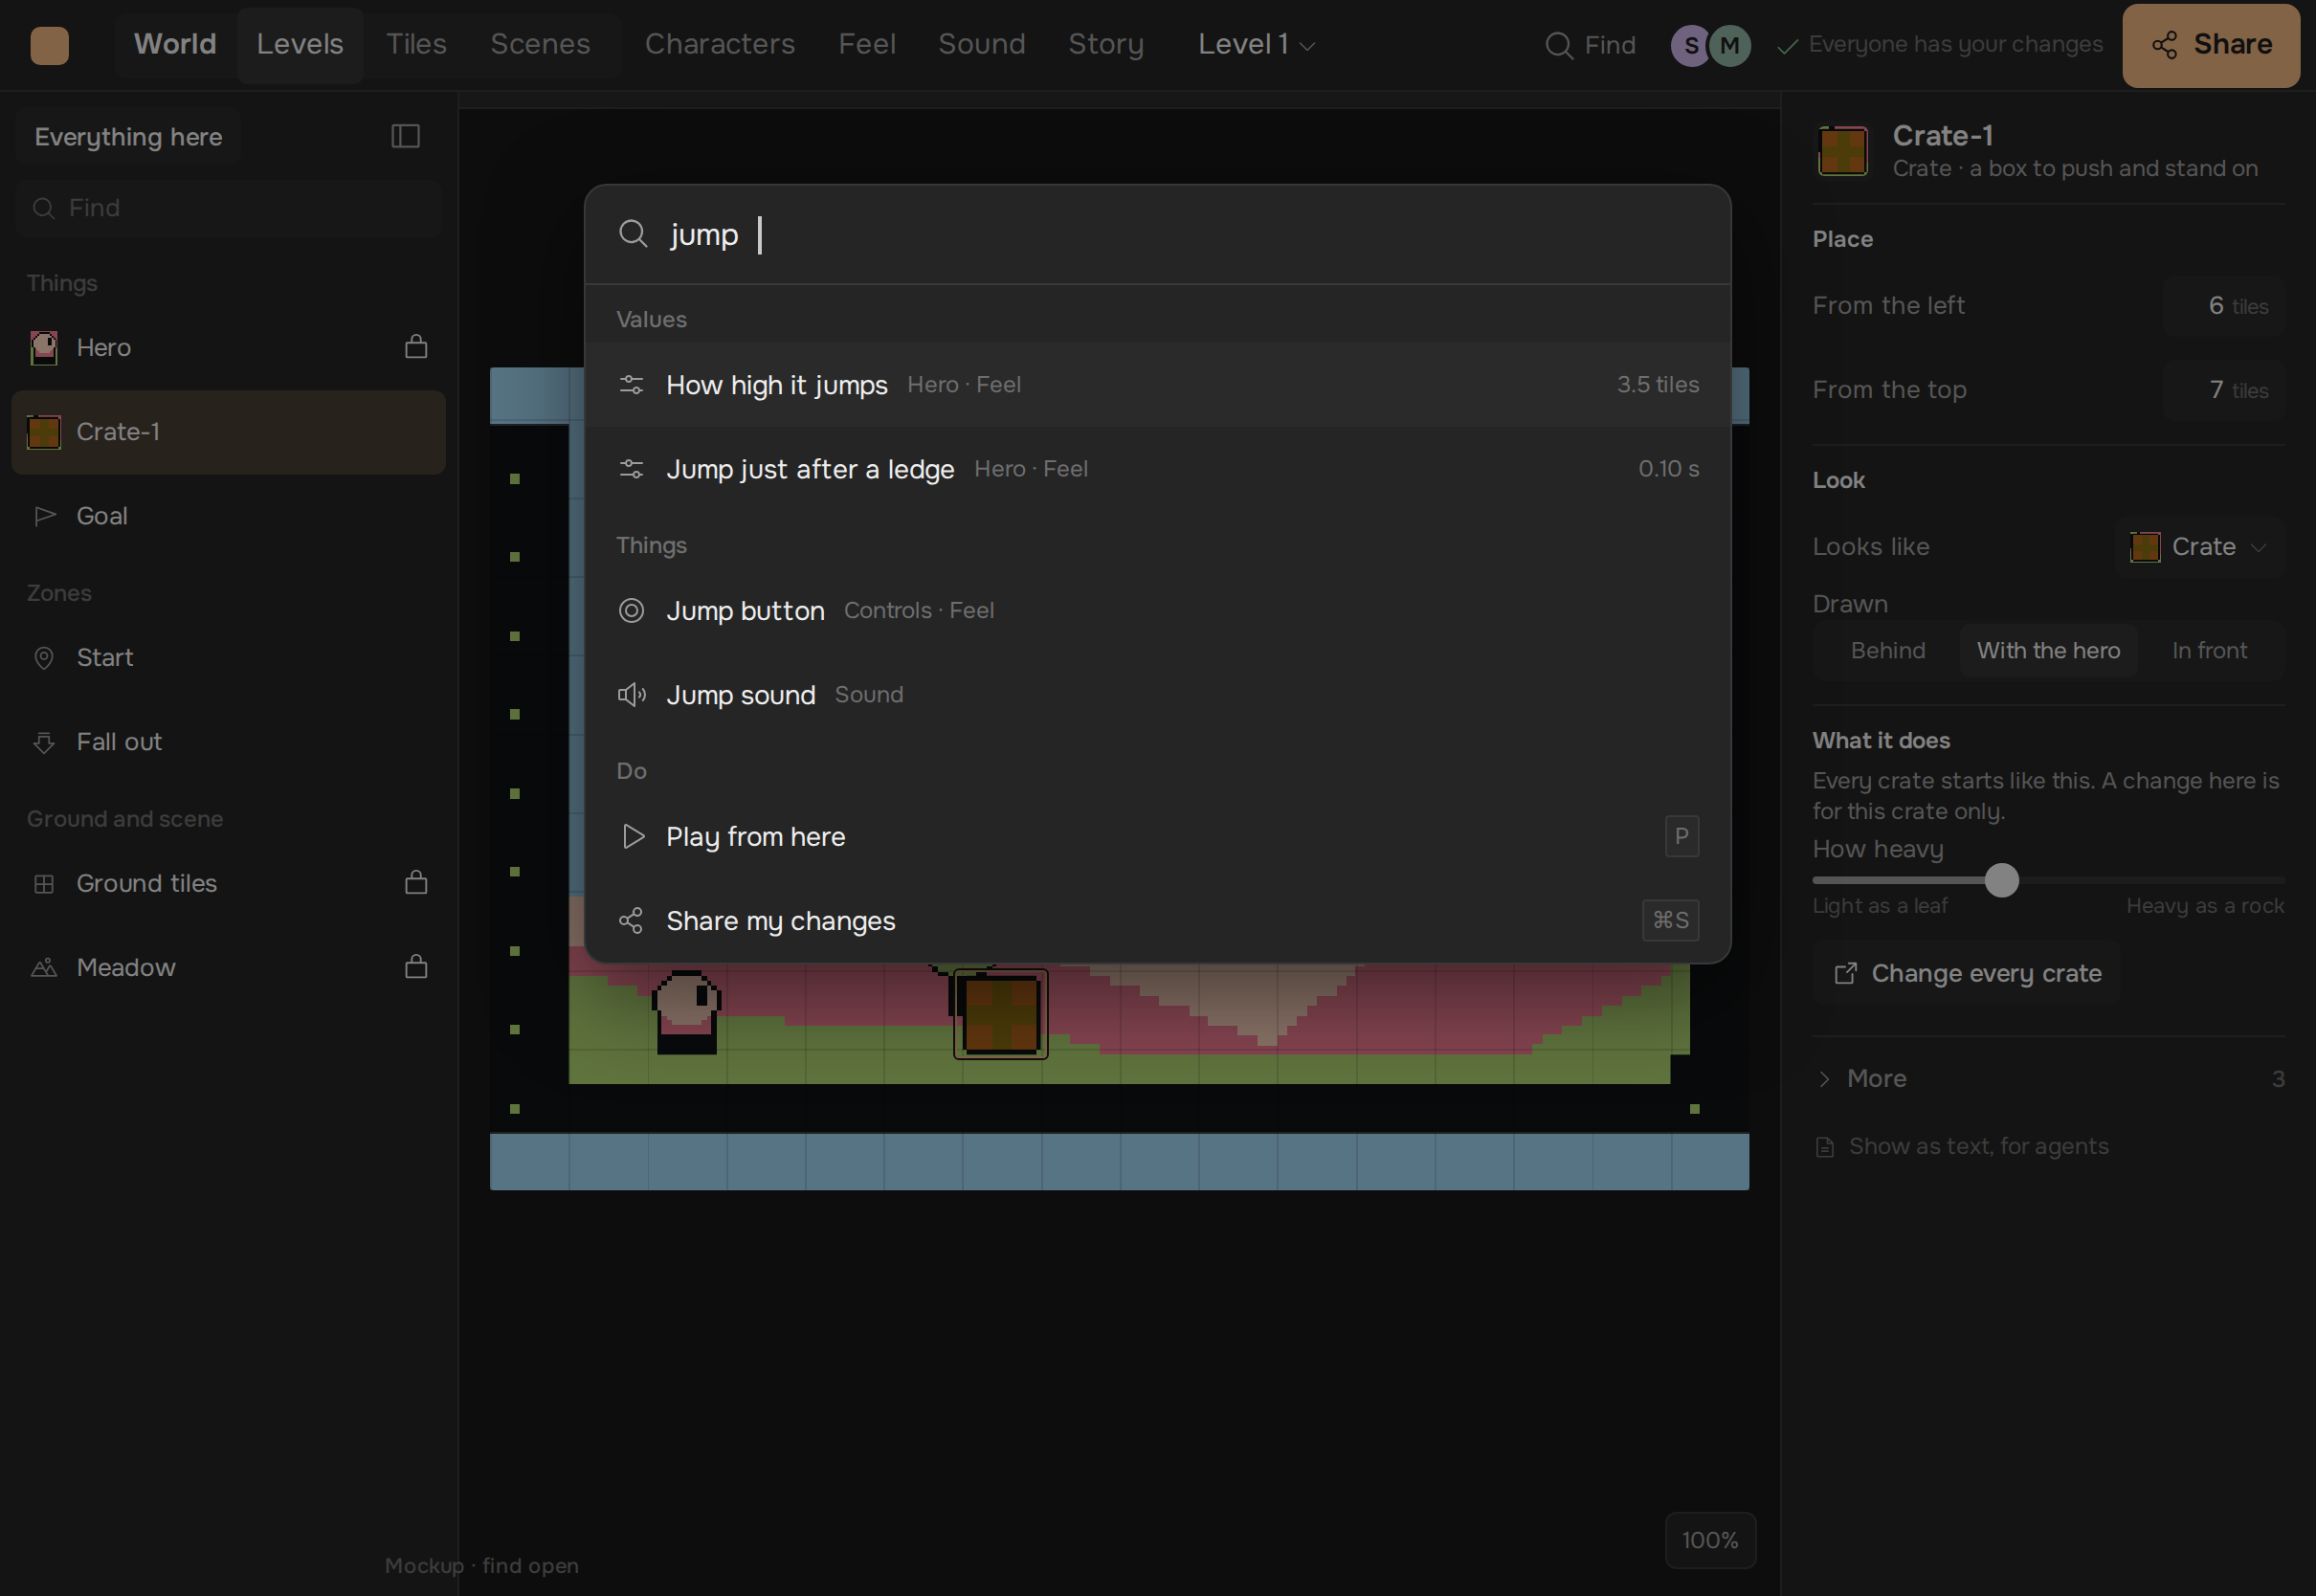 World Levels Tiles Scenes Characters Feel Sound Story Level 1 Find S M Everyone has your changes Share
Everything here
Find
Things
Hero
Crate-1
Goal
Zones
Start
Fall out
Ground and scene
Ground tiles
Meadow
jump
Values
How high it jumps Hero · Feel 3.5 tiles
Jump just after a ledge Hero · Feel 0.10 s
Things
Jump button Controls · Feel
Jump sound Sound
Do
Play from here P
Share my changes ⌘S
Crate-1
Crate · a box to push and stand on
Place
From the left 6 tiles
From the top 7 tiles
Look
Looks like Crate
Drawn
Behind With the hero In front
What it does
Every crate starts like this. A change here is
for this crate only.
How heavy
Light as a leaf Heavy as a rock
Change every crate
More 3
Show as text, for agents
100%
Mockup · find open